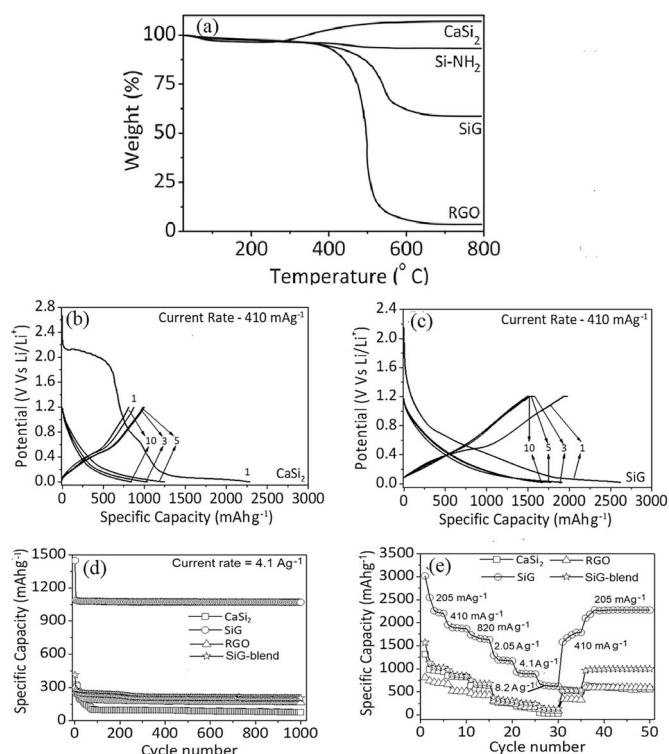 (a)
100
75
50
25
0
Weight (%)
CaSi2
Si-NH2
SiG
RGO
200 400 600 800
Temperature (° C)
(b)
Current Rate - 410 mAg-1
2.8
2.4
2.0
1.6
1.2
0.8
0.4
0.0
Potential (V Vs Li/Li+)
1
10 3 5
1
CaSi2
0 500 1000 1500 2000 2500 3000
Specific Capacity (mAhg-1)
(c)
Current Rate - 410 mAg-1
2.4
2.0
1.6
1.2
0.8
0.4
0.0
Potential (V Vs Li/Li+)
10 5 3 1
SiG
0 500 1000 1500 2000 2500 3000
Specific Capacity (mAhg-1)
(d)
Current rate = 4.1 Ag-1
1500
1200
900
600
300
0
Specific Capacity (mAhg-1)
CaSi2
SiG
RGO
SiG-blend
0 200 400 600 800 1000
Cycle number
(e)
3500
3000
2500
2000
1500
1000
500
0
Specific Capacity (mAhg-1)
CaSi2 RGO
SiG SiG-blend
205 mAg-1
410 mAg-1
820 mAg-1
2.05 Ag-1
4.1 Ag-1
8.2 Ag-1
410 mAg-1
205 mAg-1
0 10 20 30 40 50
Cycle number